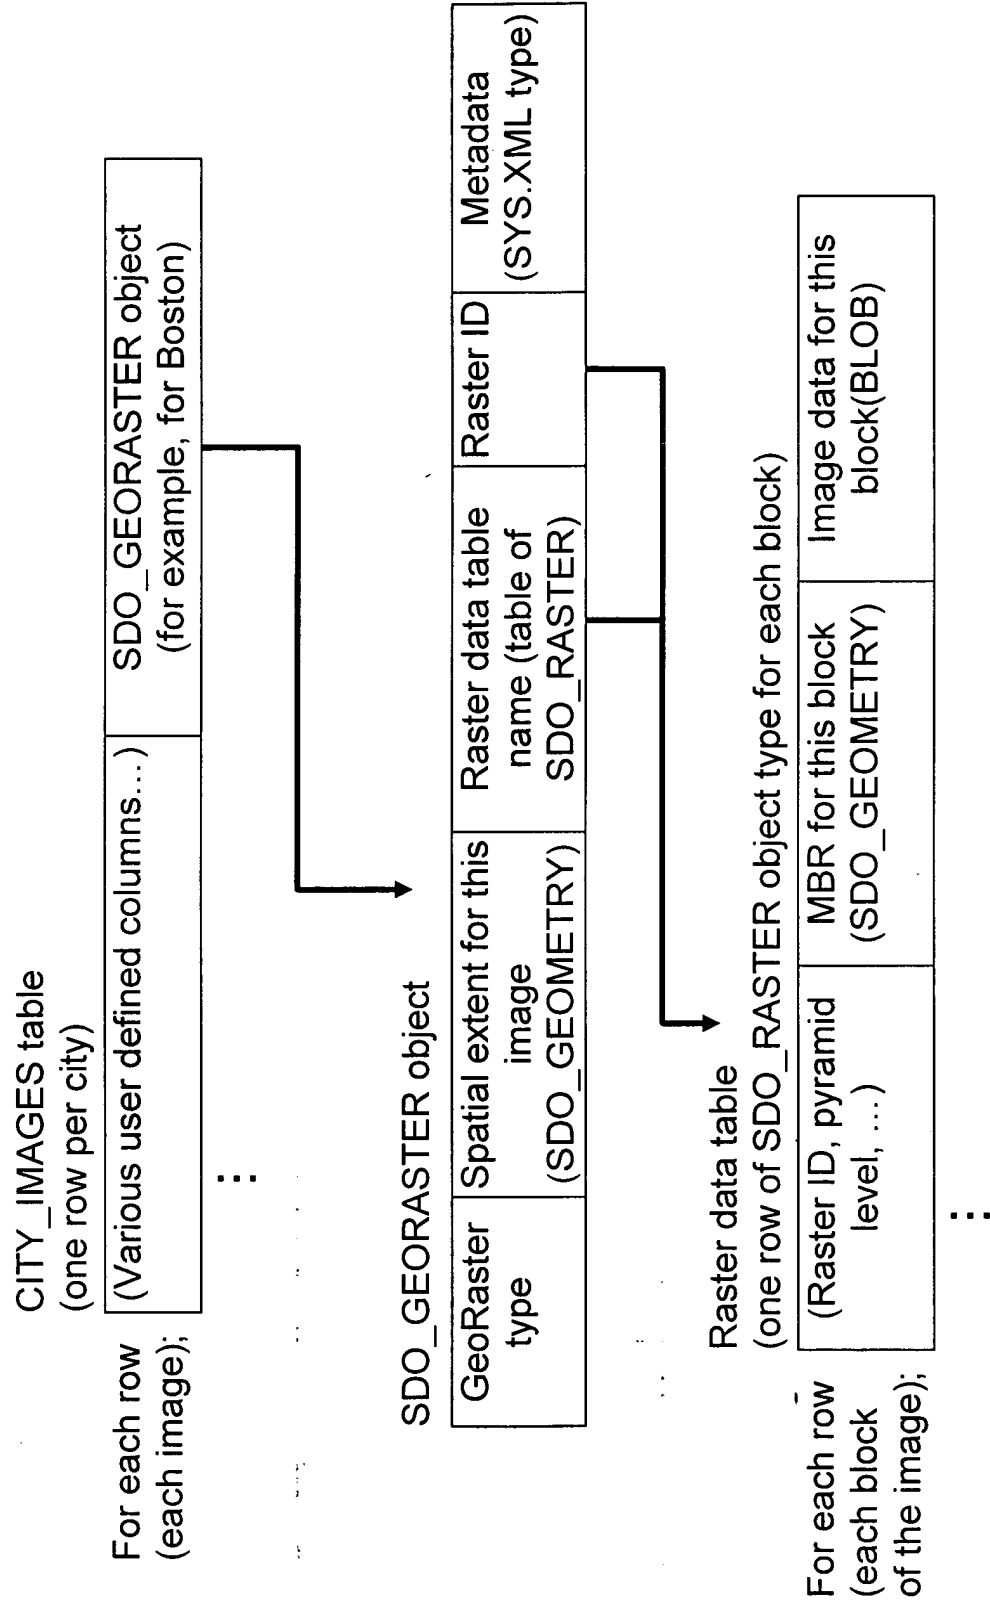 CITY_IMAGES table
(one row per city)
For each row
(each image);
(Various user defined columns…)
SDO_GEORASTER object
(for example, for Boston)
…
SDO_GEORASTER object
GeoRaster
type
Spatial extent for this
image
(SDO_GEOMETRY)
Raster data table
name (table of
SDO_RASTER)
Raster ID
Metadata
(SYS.XML type)
Raster data table
(one row of SDO_RASTER object type for each block)
For each row
(each block
of the image);
(Raster ID, pyramid
level, …)
MBR for this block
(SDO_GEOMETRY)
Image data for this
block(BLOB)
…